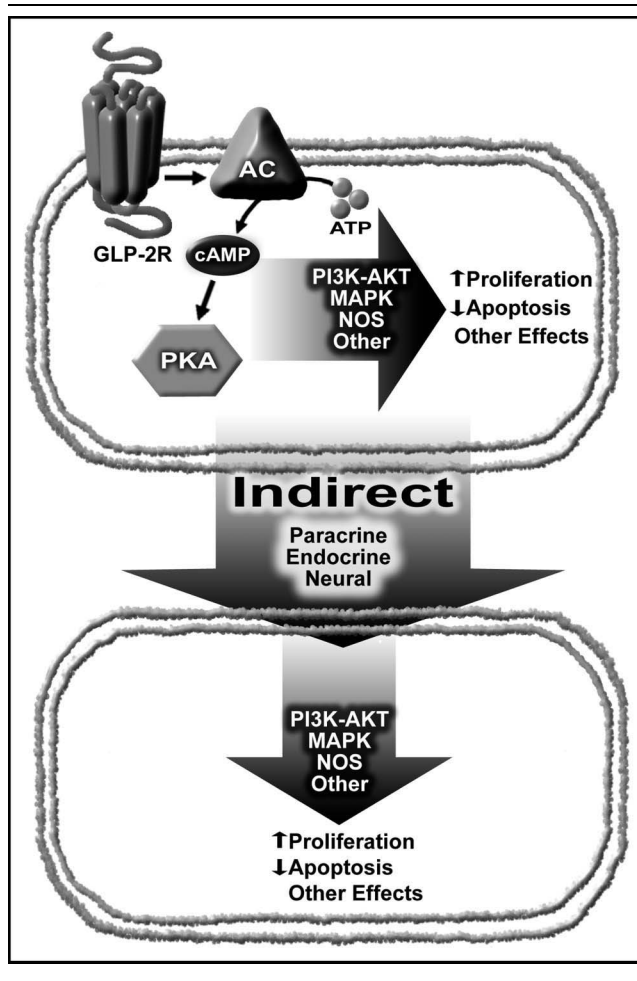 AC
ATP
GLP-2R
cAMP
PKA
PI3K-AKT
MAPK
NOS
Other
↑Proliferation
↓Apoptosis
Other Effects
Indirect
Paracrine
Endocrine
Neural
PI3K-AKT
MAPK
NOS
Other
↑Proliferation
↓Apoptosis
Other Effects